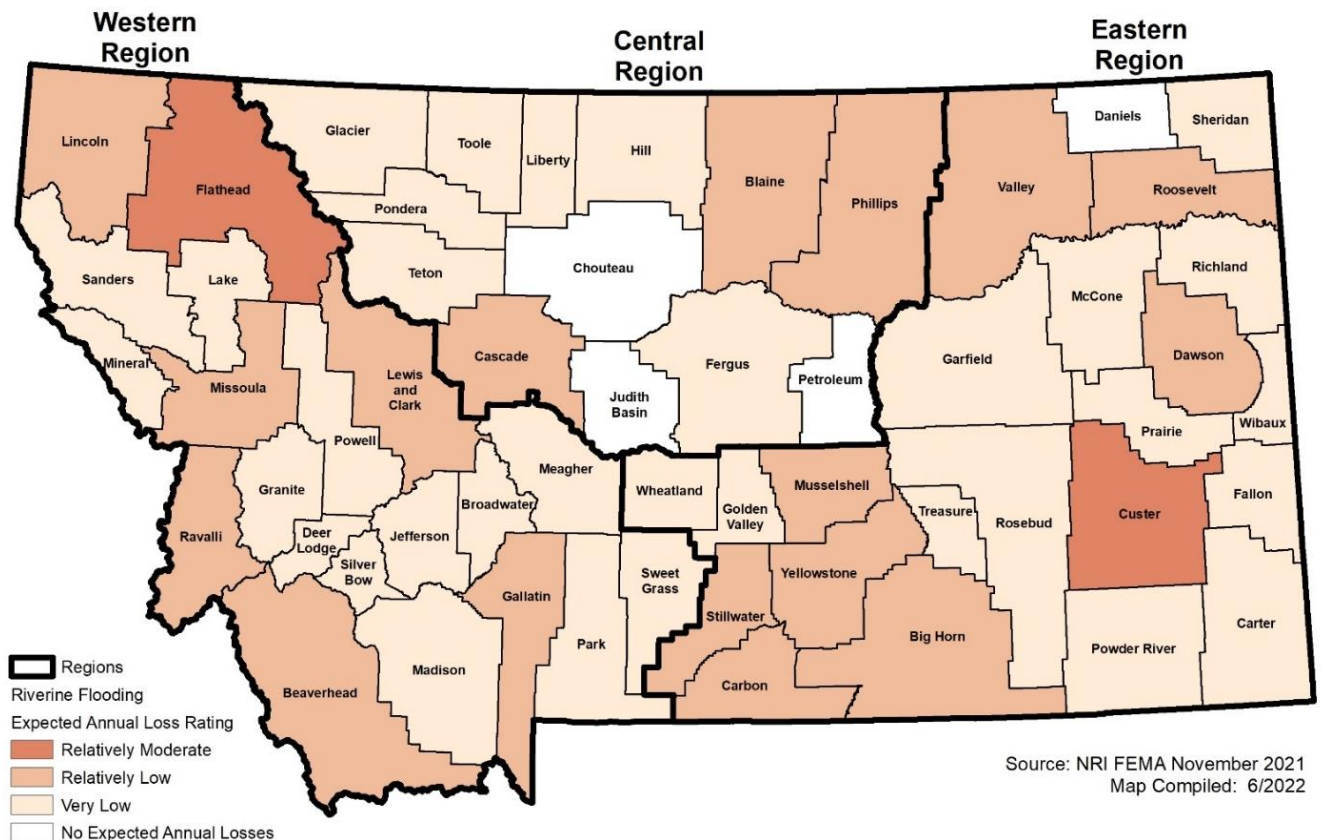 Western
Region
Central
Region
Eastern
Region
Lincoln
Flathead
Glacier
Toole
Liberty
Hill
Blaine
Phillips
Valley
Daniels
Sheridan
Roosevelt
Pondera
Teton
Chouteau
Sanders
Lake
Richland
McCone
Mineral
Missoula
Lewis
and
Clark
Cascade
Judith
Basin
Fergus
Petroleum
Garfield
Dawson
Prairie
Wibaux
Powell
Granite
Ravalli
Deer
Lodge
Silver
Bow
Jefferson
Broadwater
Meagher
Wheatland
Golden
Valley
Musselshell
Treasure
Rosebud
Custer
Fallon
Sweet
Grass
Yellowstone
Stillwater
Gallatin
Park
Madison
Beaverhead
Carbon
Big Horn
Powder River
Carter
Regions
Riverine Flooding
Expected Annual Loss Rating
Relatively Moderate
Relatively Low
Very Low
No Expected Annual Losses
Source: NRI FEMA November 2021
Map Compiled: 6/2022